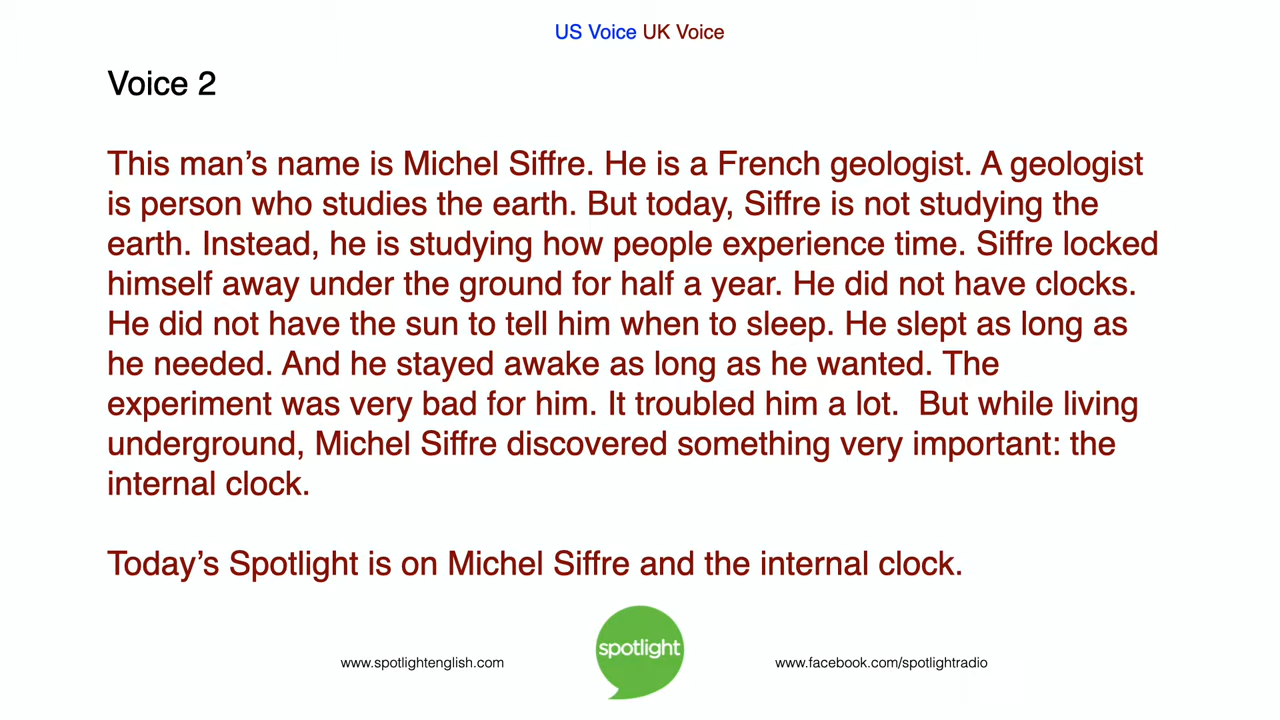 US Voice UK Voice
Voice 2
This man’s name is Michel Siffre. He is a French geologist. A geologist
is person who studies the earth. But today, Siffre is not studying the
earth. Instead, he is studying how people experience time. Siffre locked
himself away under the ground for half a year. He did not have clocks.
He did not have the sun to tell him when to sleep. He slept as long as
he needed. And he stayed awake as long as he wanted. The
experiment was very bad for him. It troubled him a lot.  But while living
underground, Michel Siffre discovered something very important: the
internal clock.
Today’s Spotlight is on Michel Siffre and the internal clock.
spotlight
www.spotlightenglish.com
www.facebook.com/spotlightradio